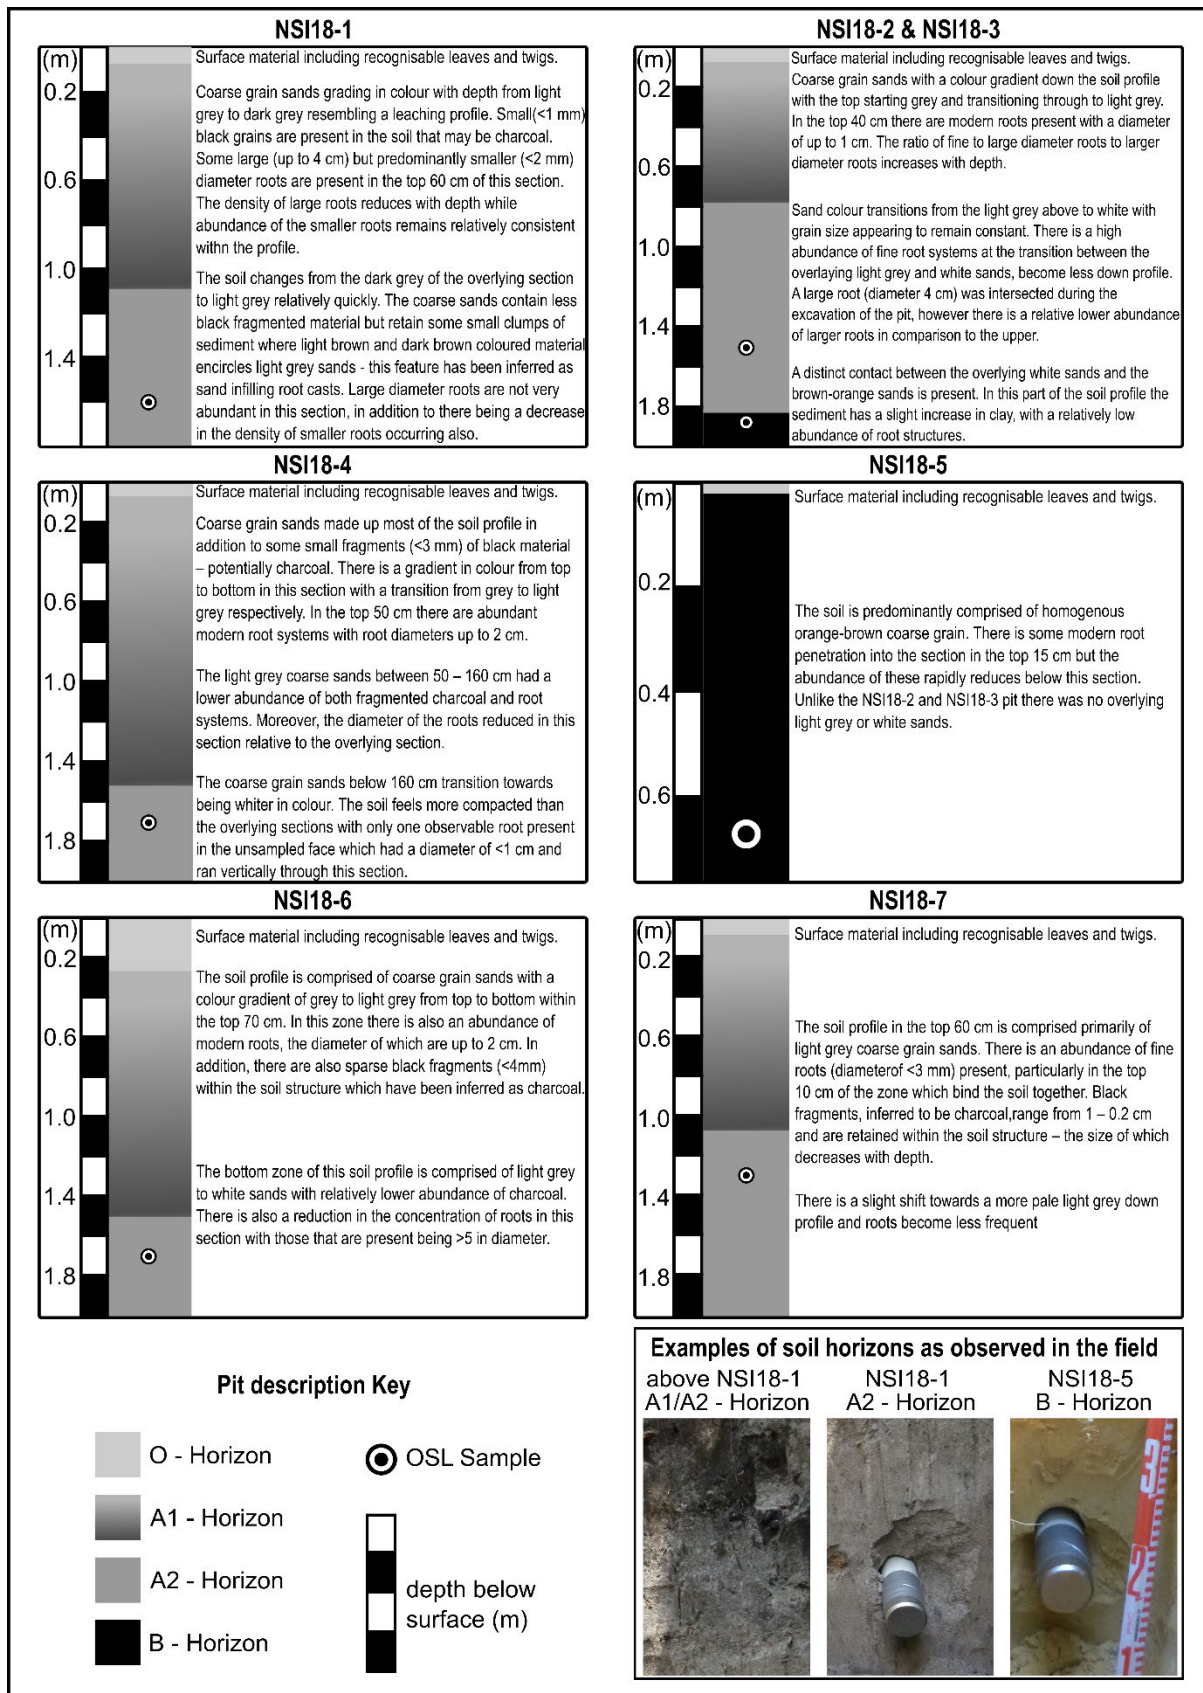 NSI18-1
(m)
0.2
0.6
1.0
1.4
Surface material including recognisable leaves and twigs.
Coarse grain sands grading in colour with depth from light
grey to dark grey resembling a leaching profile. Small(<1 mm)
black grains are present in the soil that may be charcoal.
Some large (up to 4 cm) but predominantly smaller (<2 mm)
diameter roots are present in the top 60 cm of this section.
The density of large roots reduces with depth while
abundance of the smaller roots remains relatively consistent
withn the profile.
The soil changes from the dark grey of the overlying section
to light grey relatively quickly. The coarse sands contain less
black fragmented material but retain some small clumps of
sediment where light brown and dark brown coloured material
encircles light grey sands - this feature has been inferred as
sand infilling root casts. Large diameter roots are not very
abundant in this section, in addition to there being a decrease
in the density of smaller roots occurring also.
NSI18-2 & NSI18-3
(m)
0.2
0.6
1.0
1.4
1.8
Surface material including recognisable leaves and twigs.
Coarse grain sands with a colour gradient down the soil profile
with the top starting grey and transitioning through to light grey.
In the top 40 cm there are modern roots present with a diameter
of up to 1 cm. The ratio of fine to large diameter roots to larger
diameter roots increases with depth.
Sand colour transitions from the light grey above to white with
grain size appearing to remain constant. There is a high
abundance of fine root systems at the transition between the
overlaying light grey and white sands, become less down profile.
A large root (diameter 4 cm) was intersected during the
excavation of the pit, however there is a relative lower abundance
of larger roots in comparison to the upper.
A distinct contact between the overlying white sands and the
brown-orange sands is present. In this part of the soil profile the
sediment has a slight increase in clay, with a relatively low
abundance of root structures.
NSI18-4
(m)
0.2
0.6
1.0
1.4
1.8
Surface material including recognisable leaves and twigs.
Coarse grain sands made up most of the soil profile in
addition to some small fragments (<3 mm) of black material
– potentially charcoal. There is a gradient in colour from top
to bottom in this section with a transition from grey to light
grey respectively. In the top 50 cm there are abundant
modern root systems with root diameters up to 2 cm.
The light grey coarse sands between 50 – 160 cm had a
lower abundance of both fragmented charcoal and root
systems. Moreover, the diameter of the roots reduced in this
section relative to the overlying section.
The coarse grain sands below 160 cm transition towards
being whiter in colour. The soil feels more compacted than
the overlying sections with only one observable root present
in the unsampled face which had a diameter of <1 cm and
ran vertically through this section.
NSI18-5
(m)
0.2
0.4
0.6
Surface material including recognisable leaves and twigs.
The soil is predominantly comprised of homogenous
orange-brown coarse grain. There is some modern root
penetration into the section in the top 15 cm but the
abundance of these rapidly reduces below this section.
Unlike the NSI18-2 and NSI18-3 pit there was no overlying
light grey or white sands.
NSI18-6
(m)
0.2
0.6
1.0
1.4
1.8
Surface material including recognisable leaves and twigs.
The soil profile is comprised of coarse grain sands with a
colour gradient of grey to light grey from top to bottom within
the top 70 cm. In this zone there is also an abundance of
modern roots, the diameter of which are up to 2 cm. In
addition, there are also sparse black fragments (<4mm)
within the soil structure which have been inferred as charcoal.
The bottom zone of this soil profile is comprised of light grey
to white sands with relatively lower abundance of charcoal.
There is also a reduction in the concentration of roots in this
section with those that are present being >5 in diameter.
NSI18-7
(m)
0.2
0.6
1.0
1.4
1.8
Surface material including recognisable leaves and twigs.
The soil profile in the top 60 cm is comprised primarily of
light grey coarse grain sands. There is an abundance of fine
roots (diameterof <3 mm) present, particularly in the top
10 cm of the zone which bind the soil together. Black
fragments, inferred to be charcoal,range from 1 – 0.2 cm
and are retained within the soil structure – the size of which
decreases with depth.
There is a slight shift towards a more pale light grey down
profile and roots become less frequent
Pit description Key
O - Horizon
A1 - Horizon
A2 - Horizon
B - Horizon
OSL Sample
depth below
surface (m)
Examples of soil horizons as observed in the field
above NSI18-1
A1/A2 - Horizon
NSI18-1
A2 - Horizon
NSI18-5
B - Horizon
3
2
1